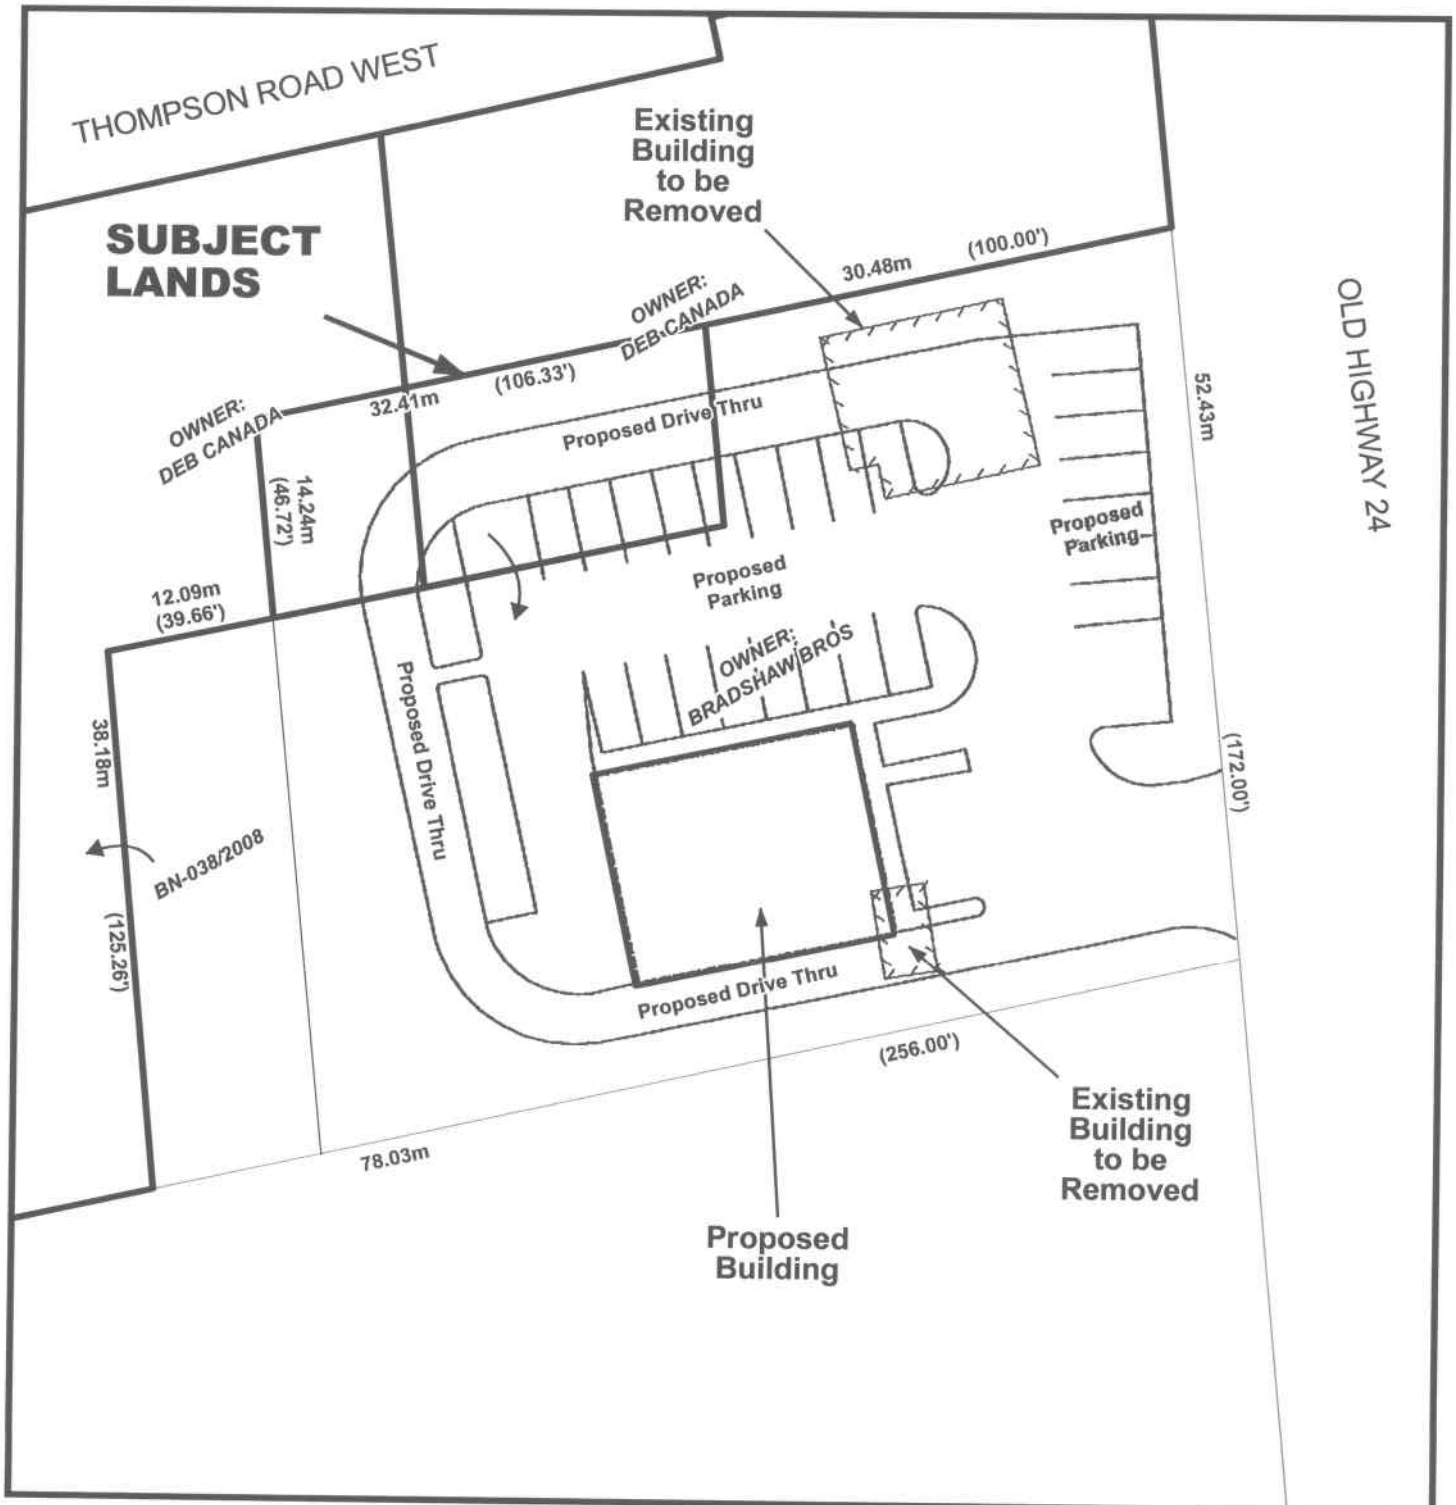 THOMPSON ROAD WEST
Existing
Building
to be
Removed
SUBJECT
LANDS
(100.00')
30.48m
OWNER:
DEB CANADA
OLD HIGHWAY 24
(106.33')
32.41m
52.43m
OWNER:
DEB CANADA
Proposed Drive Thru
14.24m
(46.72')
Proposed
Parking
Proposed
Parking
12.09m
(39.66')
OWNER:
BRADSHAW BROS
Proposed Drive Thru
38.18m
(172.00')
BN-038/2008
(125.26')
Proposed Drive Thru
(256.00')
Existing
Building
to be
Removed
78.03m
Proposed
Building